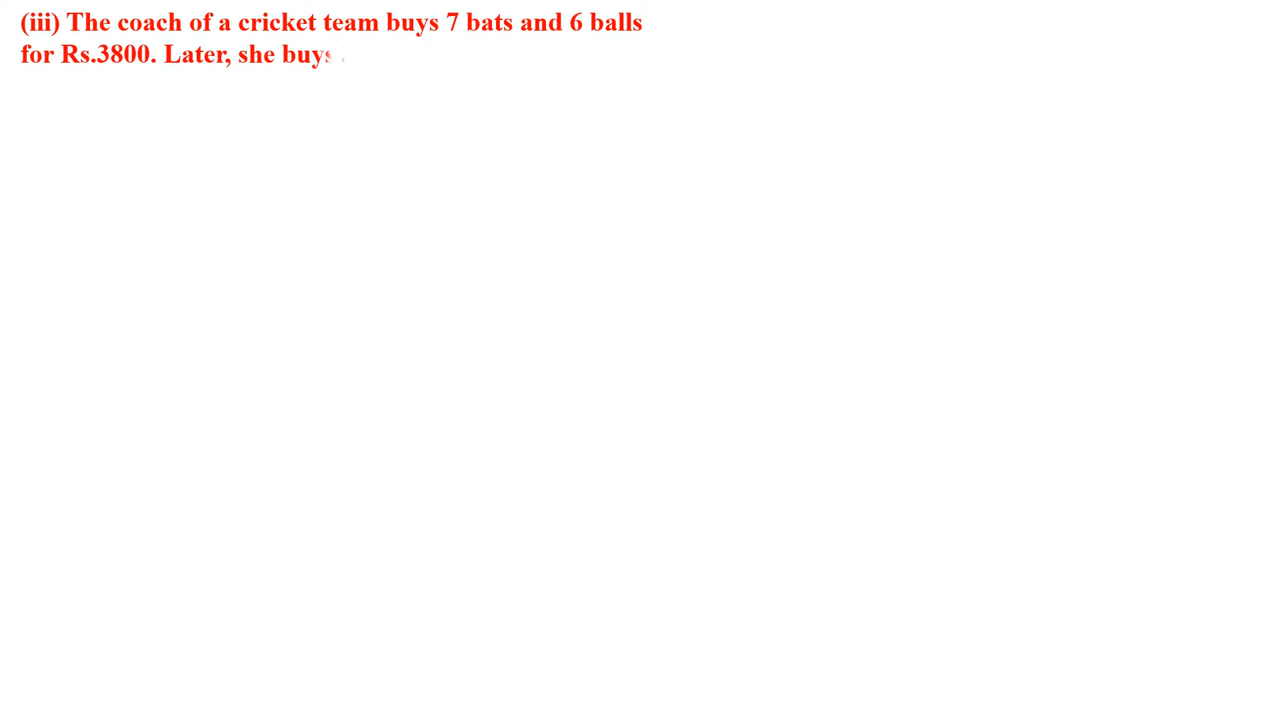 (iii) The coach of a cricket team buys 7 bats and 6 balls
for Rs.3800. Later, she buys